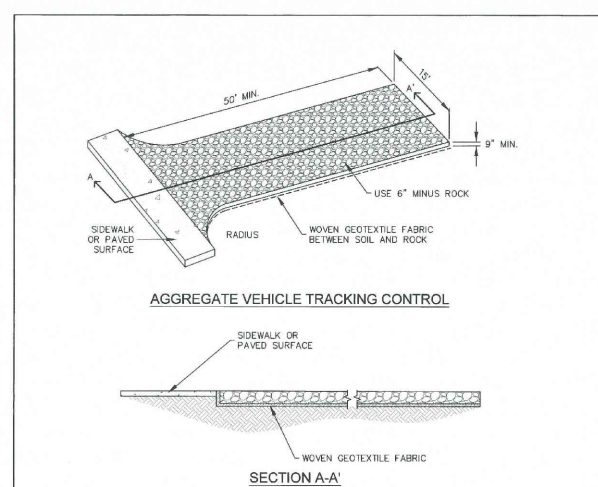 50' MIN.
15'
A'
9" MIN.
A
USE 6" MINUS ROCK
SIDEWALK
OR PAVED
SURFACE
RADIUS
WOVEN GEOTEXTILE FABRIC
BETWEEN SOIL AND ROCK
AGGREGATE VEHICLE TRACKING CONTROL
SIDEWALK OR
PAVED SURFACE
WOVEN GEOTEXTILE FABRIC
SECTION A-A'